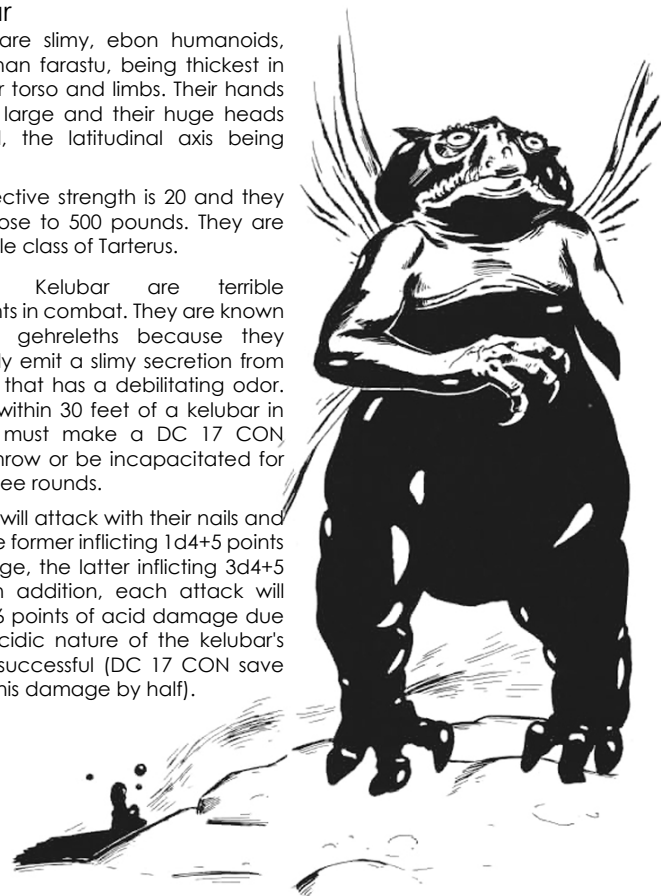 ur
are slimy, ebon humanoids,
han farastu, being thickest in
r torso and limbs. Their hands
large and their huge heads
l, the latitudinal axis being
ective strength is 20 and they
ose to 500 pounds. They are
le class of Tarterus.
Kelubar are terrible
nts in combat. They are known
gehreleths because they
ly emit a slimy secretion from
that has a debilitating odor.
within 30 feet of a kelubar in
must make a DC 17 CON
hrow or be incapacitated for
ee rounds.
will attack with their nails and
e former inflicting 1d4+5 points
ge, the latter inflicting 3d4+5
n addition, each attack will
6 points of acid damage due
cidic nature of the kelubar's
successful (DC 17 CON save
his damage by half).